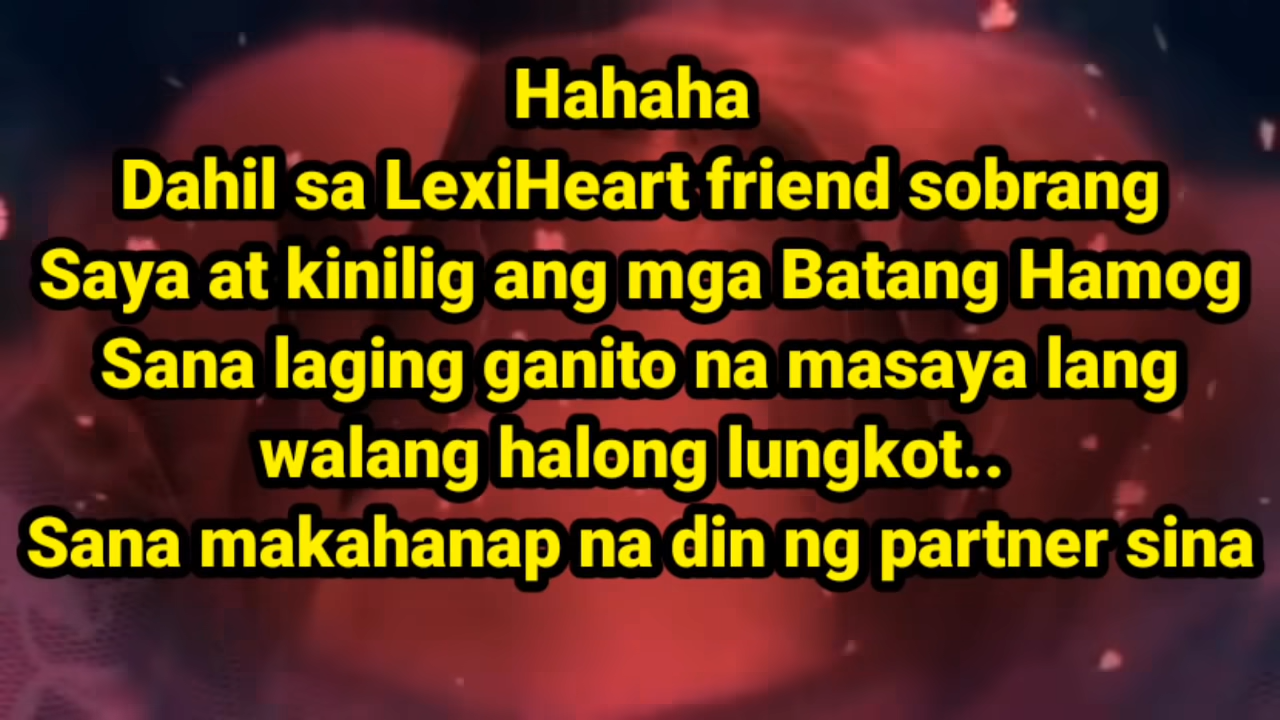 Hahaha
Dahil sa LexiHeart friend sobrang
Saya at kinilig ang mga Batang Hamog
Sana laging ganito na masaya lang
walang halong lungkot..
Sana makahanap na din ng partner sina